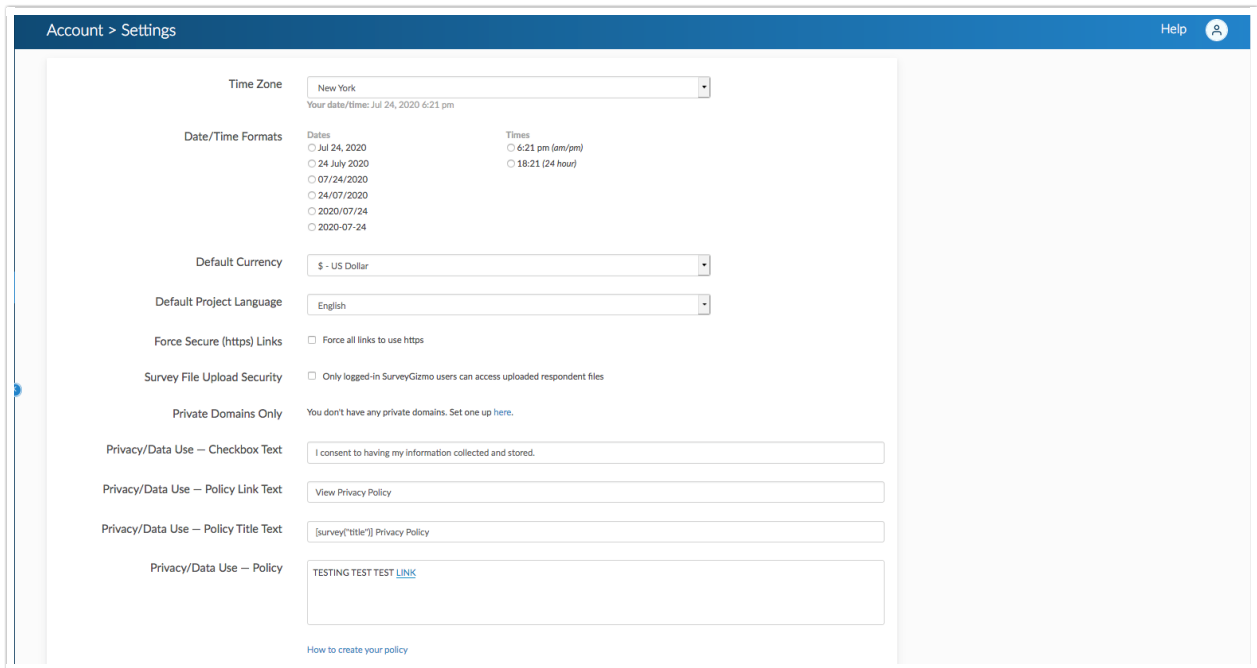 Account > Settings
Help
Time Zone
New York
Your date/time: Jul 24, 2020 6:21 pm
Date/Time Formats
Dates
Times
Jul 24, 2020
6:21 pm (am/pm)
24 July 2020
18:21 (24 hour)
07/24/2020
24/07/2020
2020/07/24
2020-07-24
Default Currency
$ - US Dollar
Default Project Language
English
Force Secure (https) Links
Force all links to use https
Survey File Upload Security
Only logged-in SurveyGizmo users can access uploaded respondent files
Private Domains Only
You don't have any private domains. Set one up here.
Privacy/Data Use — Checkbox Text
I consent to having my information collected and stored.
Privacy/Data Use — Policy Link Text
View Privacy Policy
Privacy/Data Use — Policy Title Text
[survey("title")] Privacy Policy
Privacy/Data Use — Policy
TESTING TEST TEST LINK
How to create your policy